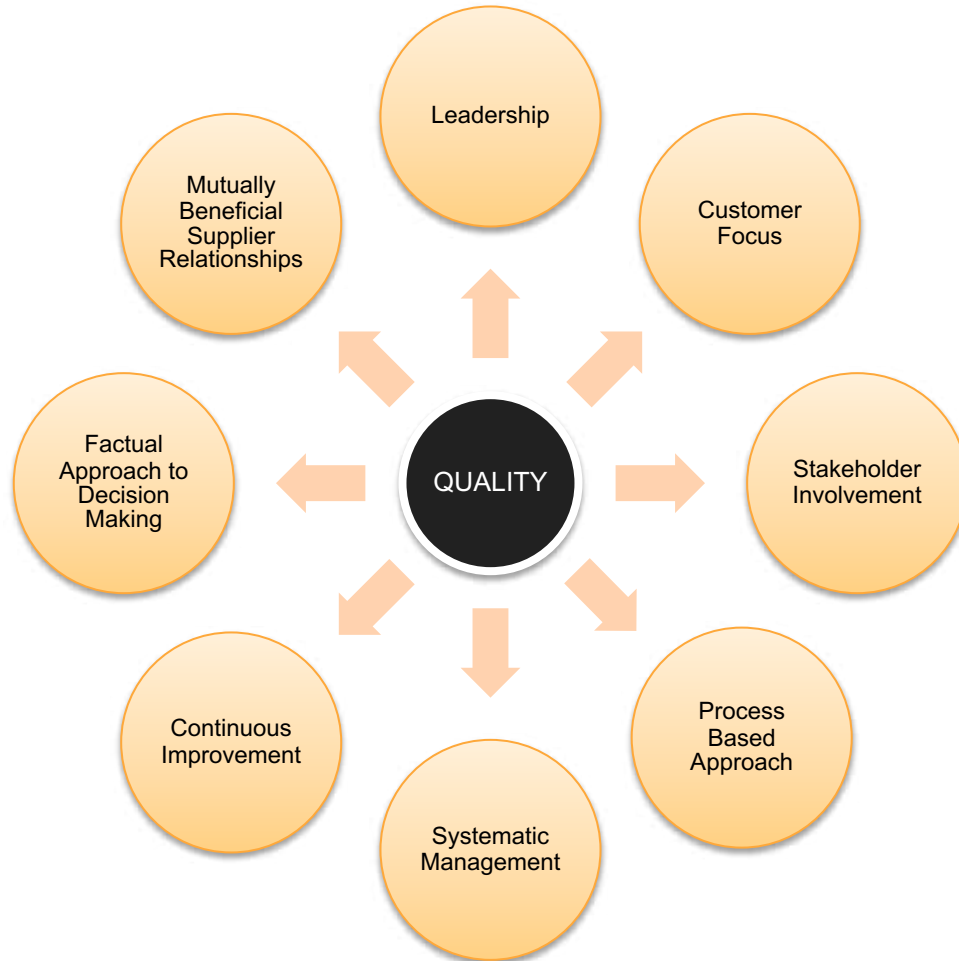 Leadership
Customer
Focus
Stakeholder
Involvement
Process
Based
Approach
Systematic
Management
Continuous
Improvement
Factual
Approach to
Decision
Making
Mutually
Beneficial
Supplier
Relationships
QUALITY